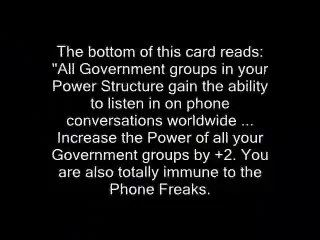 The bottom of this card reads:
"All Government groups in your
Power Structure gain the ability
to listen in on phone
conversations worldwide ...
Increase the Power of all your
Government groups by +2. You
are also totally immune to the
Phone Freaks.